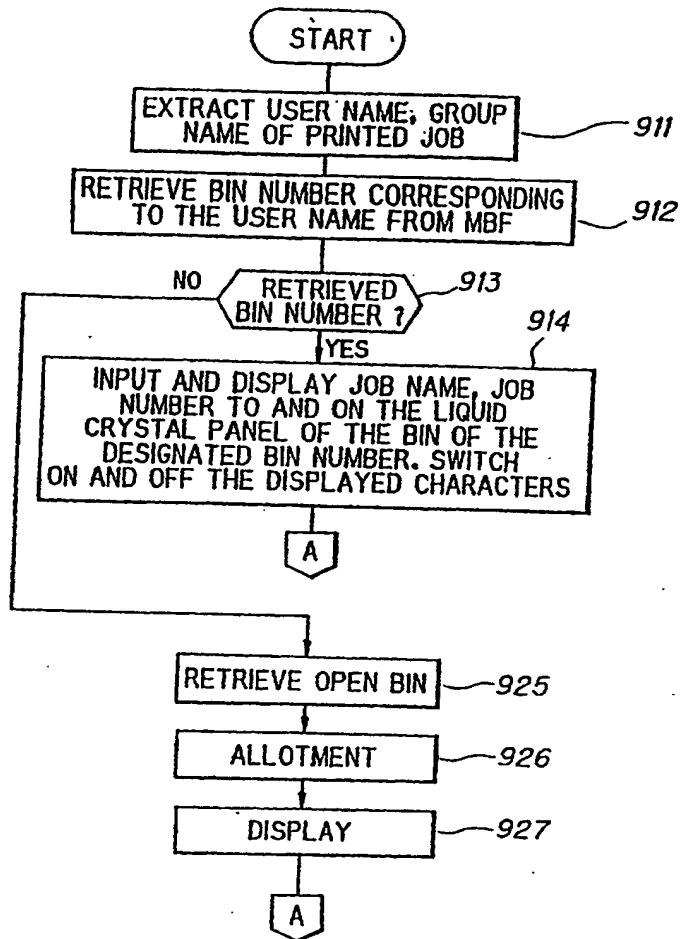 START
EXTRACT USER NAME, GROUP
NAME OF PRINTED JOB
911
RETRIEVE BIN NUMBER CORRESPONDING
TO THE USER NAME FROM MBF
912
NO
RETRIEVED
BIN NUMBER ?
913
YES
914
INPUT AND DISPLAY JOB NAME, JOB
NUMBER TO AND ON THE LIQUID
CRYSTAL PANEL OF THE BIN OF THE
DESIGNATED BIN NUMBER. SWITCH
ON AND OFF THE DISPLAYED CHARACTERS
A
RETRIEVE OPEN BIN
925
ALLOTMENT
926
DISPLAY
927
A